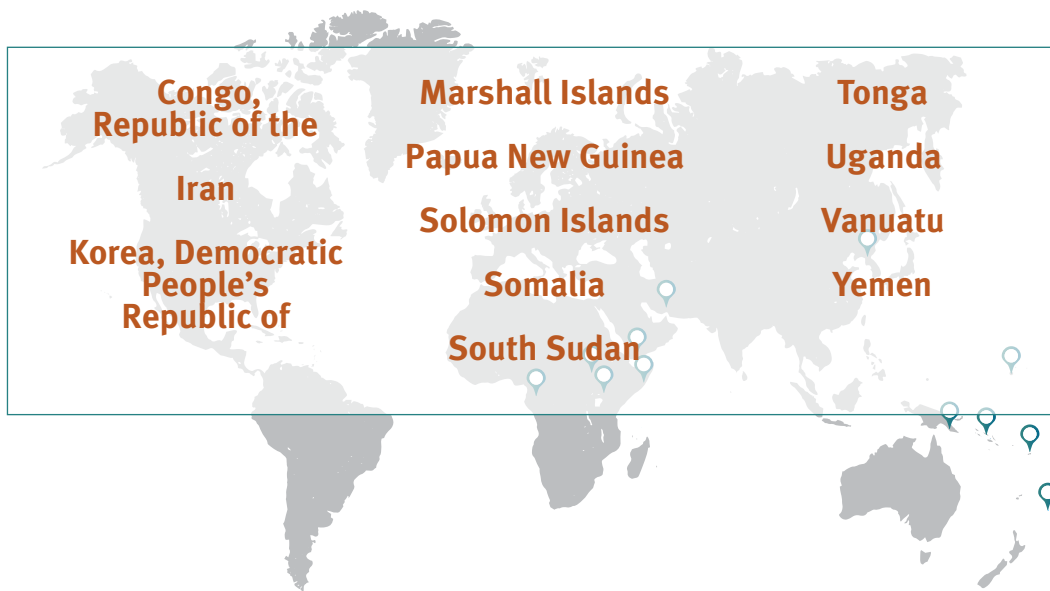 Congo,
Republic of the
Iran
Korea, Democratic
People’s
Republic of
Marshall Islands
Papua New Guinea
Solomon Islands
Somalia
South Sudan
Tonga
Uganda
Vanuatu
Yemen